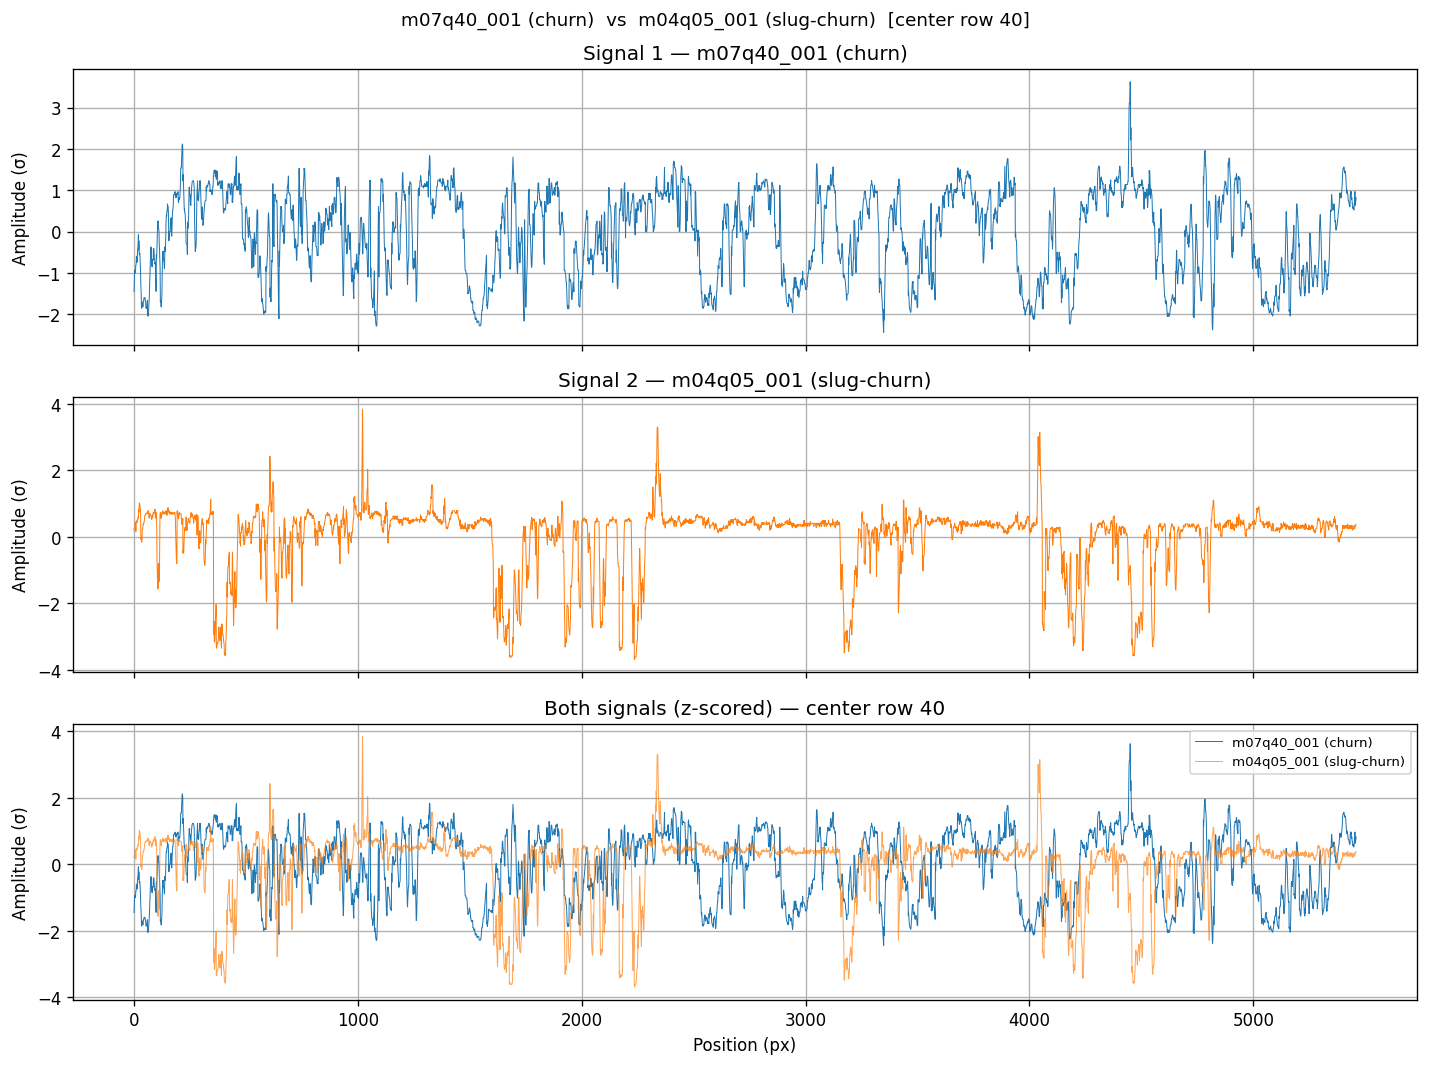 m07q40_001 (churn)  vs  m04q05_001 (slug-churn)  [center row 40]
Signal 1 — m07q40_001 (churn)
Amplitude (σ)
3
2
1
0
−1
−2
Signal 2 — m04q05_001 (slug-churn)
Amplitude (σ)
4
2
0
−2
−4
Both signals (z-scored) — center row 40
Amplitude (σ)
4
2
0
−2
−4
m07q40_001 (churn)
m04q05_001 (slug-churn)
0 1000 2000 3000 4000 5000
Position (px)